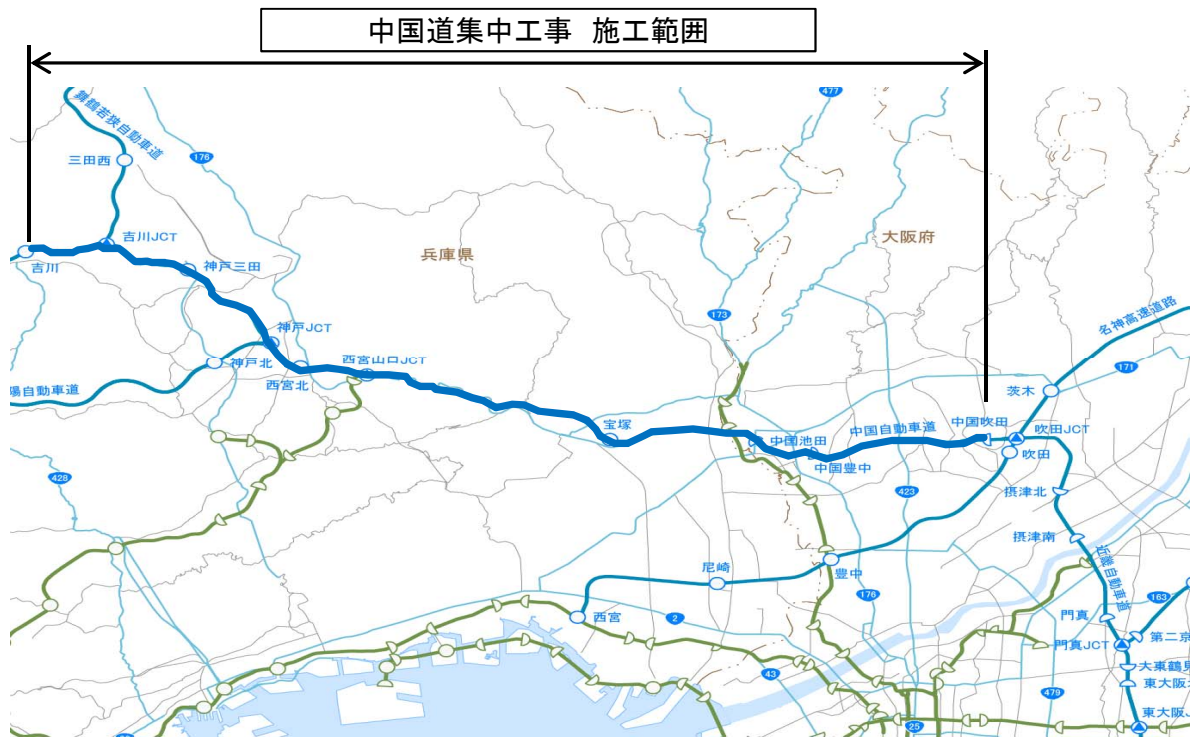 中国道集中工事 施工範囲
477
舞鶴若狭自動車道
176
三田西
吉川JCT
大阪府
兵庫県
吉川
神戸三田
名神高速道路
173
神戸JCT
西宮山口JCT
神戸北
171
西宮北
陽自動車道
茨木
宝塚
中国吹田
中国自動車道
吹田JCT
中国池田
吹田
中国豊中
428
423
摂津北
摂津南
近畿自動車道
尼崎
豊中
176
163
西宮
2
門真
第二京
門真JCT
大東鶴見
43
479
東大阪
東大阪J
25